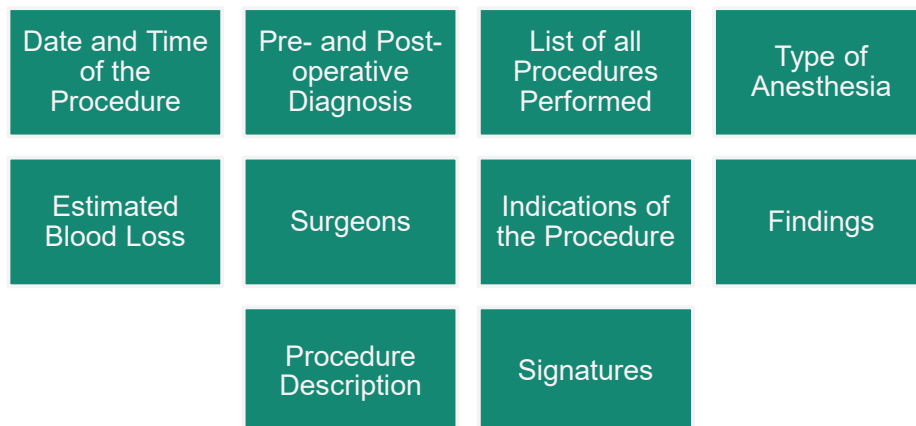 Date and Time
of the
Procedure
Pre- and Post-
operative
Diagnosis
List of all
Procedures
Performed
Type of
Anesthesia
Estimated
Blood Loss
Surgeons
Indications of
the Procedure
Findings
Procedure
Description
Signatures